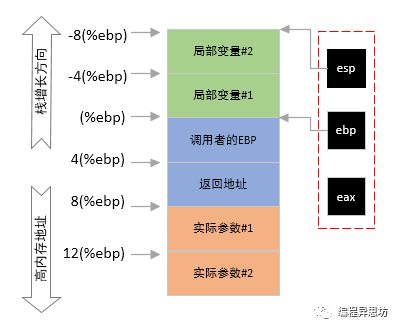 -8(%ebp)
局部变量#2
esp
-4(%ebp)
局部变量#1
栈增长方向
(%ebp)
调用者的EBP
ebp
4(%ebp)
返回地址
eax
8(%ebp)
实际参数#1
高内存地址
12(%ebp)
实际参数#2
编程异思坊